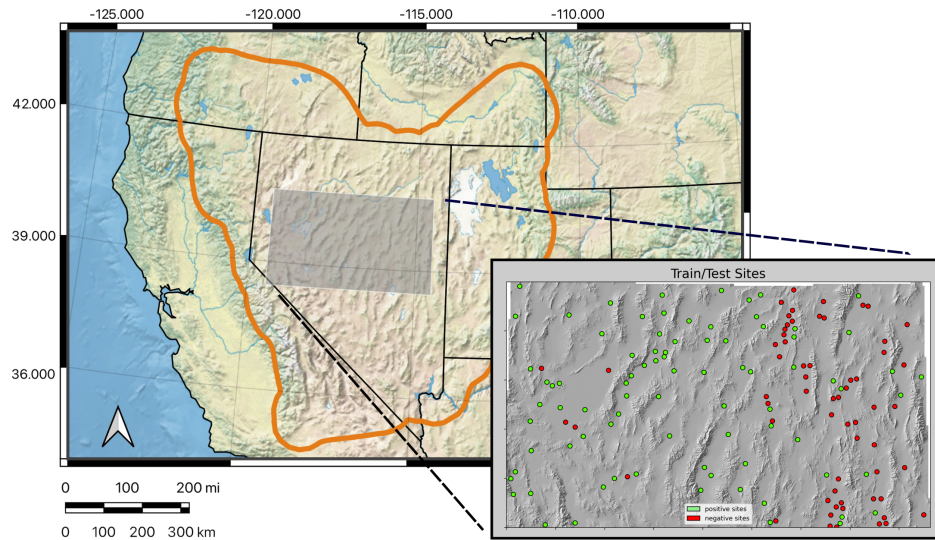 -125.000 -120.000 -115.000 -110.000
42.000
39.000
36.000
Train/Test Sites
positive sites
negative sites
0 100 200 mi
0 100 200 300 km